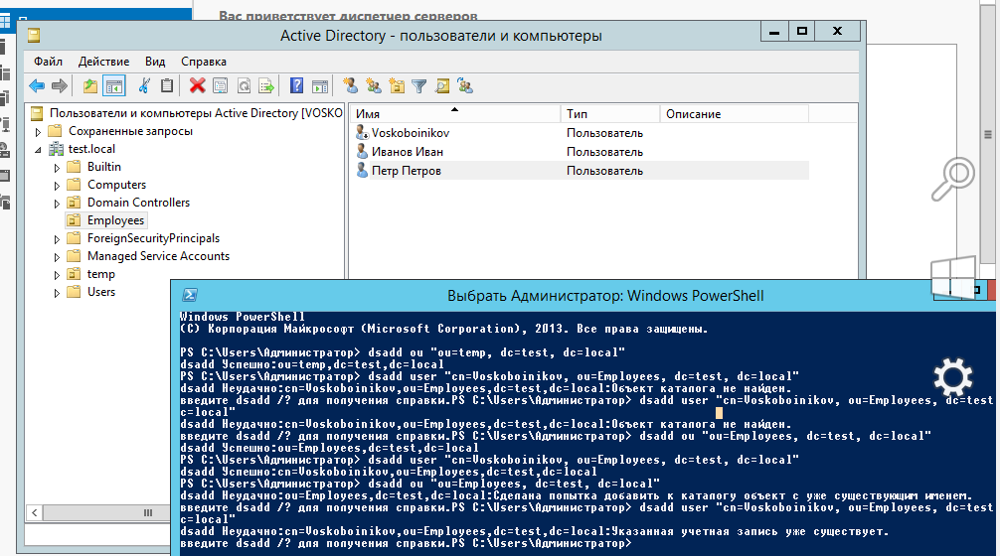 Вас приветствует диспетчер серверов
Active Directory - пользователи и компьютеры
Файл Действие Вид Справка
Пользователи и компьютеры Active Directory [VOSKO
Сохраненные запросы
test.local
Builtin
Computers
Domain Controllers
Employees
ForeignSecurityPrincipals
Managed Service Accounts
temp
Users
Имя Тип Описание
Voskoboinikov Пользователь
Иванов Иван Пользователь
Петр Петров Пользователь
Выбрать Администратор: Windows PowerShell
Windows PowerShell
(C) Корпорация Майкрософт (Microsoft Corporation), 2013. Все права защищены.
PS C:\Users\Администратор> dsadd ou "ou=temp, dc=test, dc=local"
dsadd Успешно:ou=temp,dc=test,dc=local
PS C:\Users\Администратор> dsadd user "cn=Voskoboinikov, ou=Employees, dc=test, dc=local"
dsadd Неудачно:cn=Voskoboinikov,ou=Employees,dc=test,dc=local:Объект каталога не найден.
введите dsadd /? для получения справки.PS C:\Users\Администратор> dsadd user "cn=Voskoboinikov, ou=Employees, dc=test
c=local"
dsadd Неудачно:cn=Voskoboinikov,ou=Employees,dc=test,dc=local:Объект каталога не найден.
введите dsadd /? для получения справки.PS C:\Users\Администратор> dsadd ou "ou=Employees, dc=test, dc=local"
dsadd Успешно:ou=Employees,dc=test,dc=local
PS C:\Users\Администратор> dsadd user "cn=Voskoboinikov, ou=Employees, dc=test, dc=local"
dsadd Успешно:cn=Voskoboinikov,ou=Employees,dc=test,dc=local
PS C:\Users\Администратор> dsadd ou "ou=Employees, dc=test, dc=local"
dsadd Неудачно:ou=Employees,dc=test,dc=local:Сделана попытка добавить к каталогу объект с уже существующим именем.
введите dsadd /? для получения справки.PS C:\Users\Администратор> dsadd user "cn=Voskoboinikov, ou=Employees, dc=test
c=local"
dsadd Неудачно:cn=Voskoboinikov,ou=Employees,dc=test,dc=local:Указанная учетная запись уже существует.
введите dsadd /? для получения справки.PS C:\Users\Администратор>